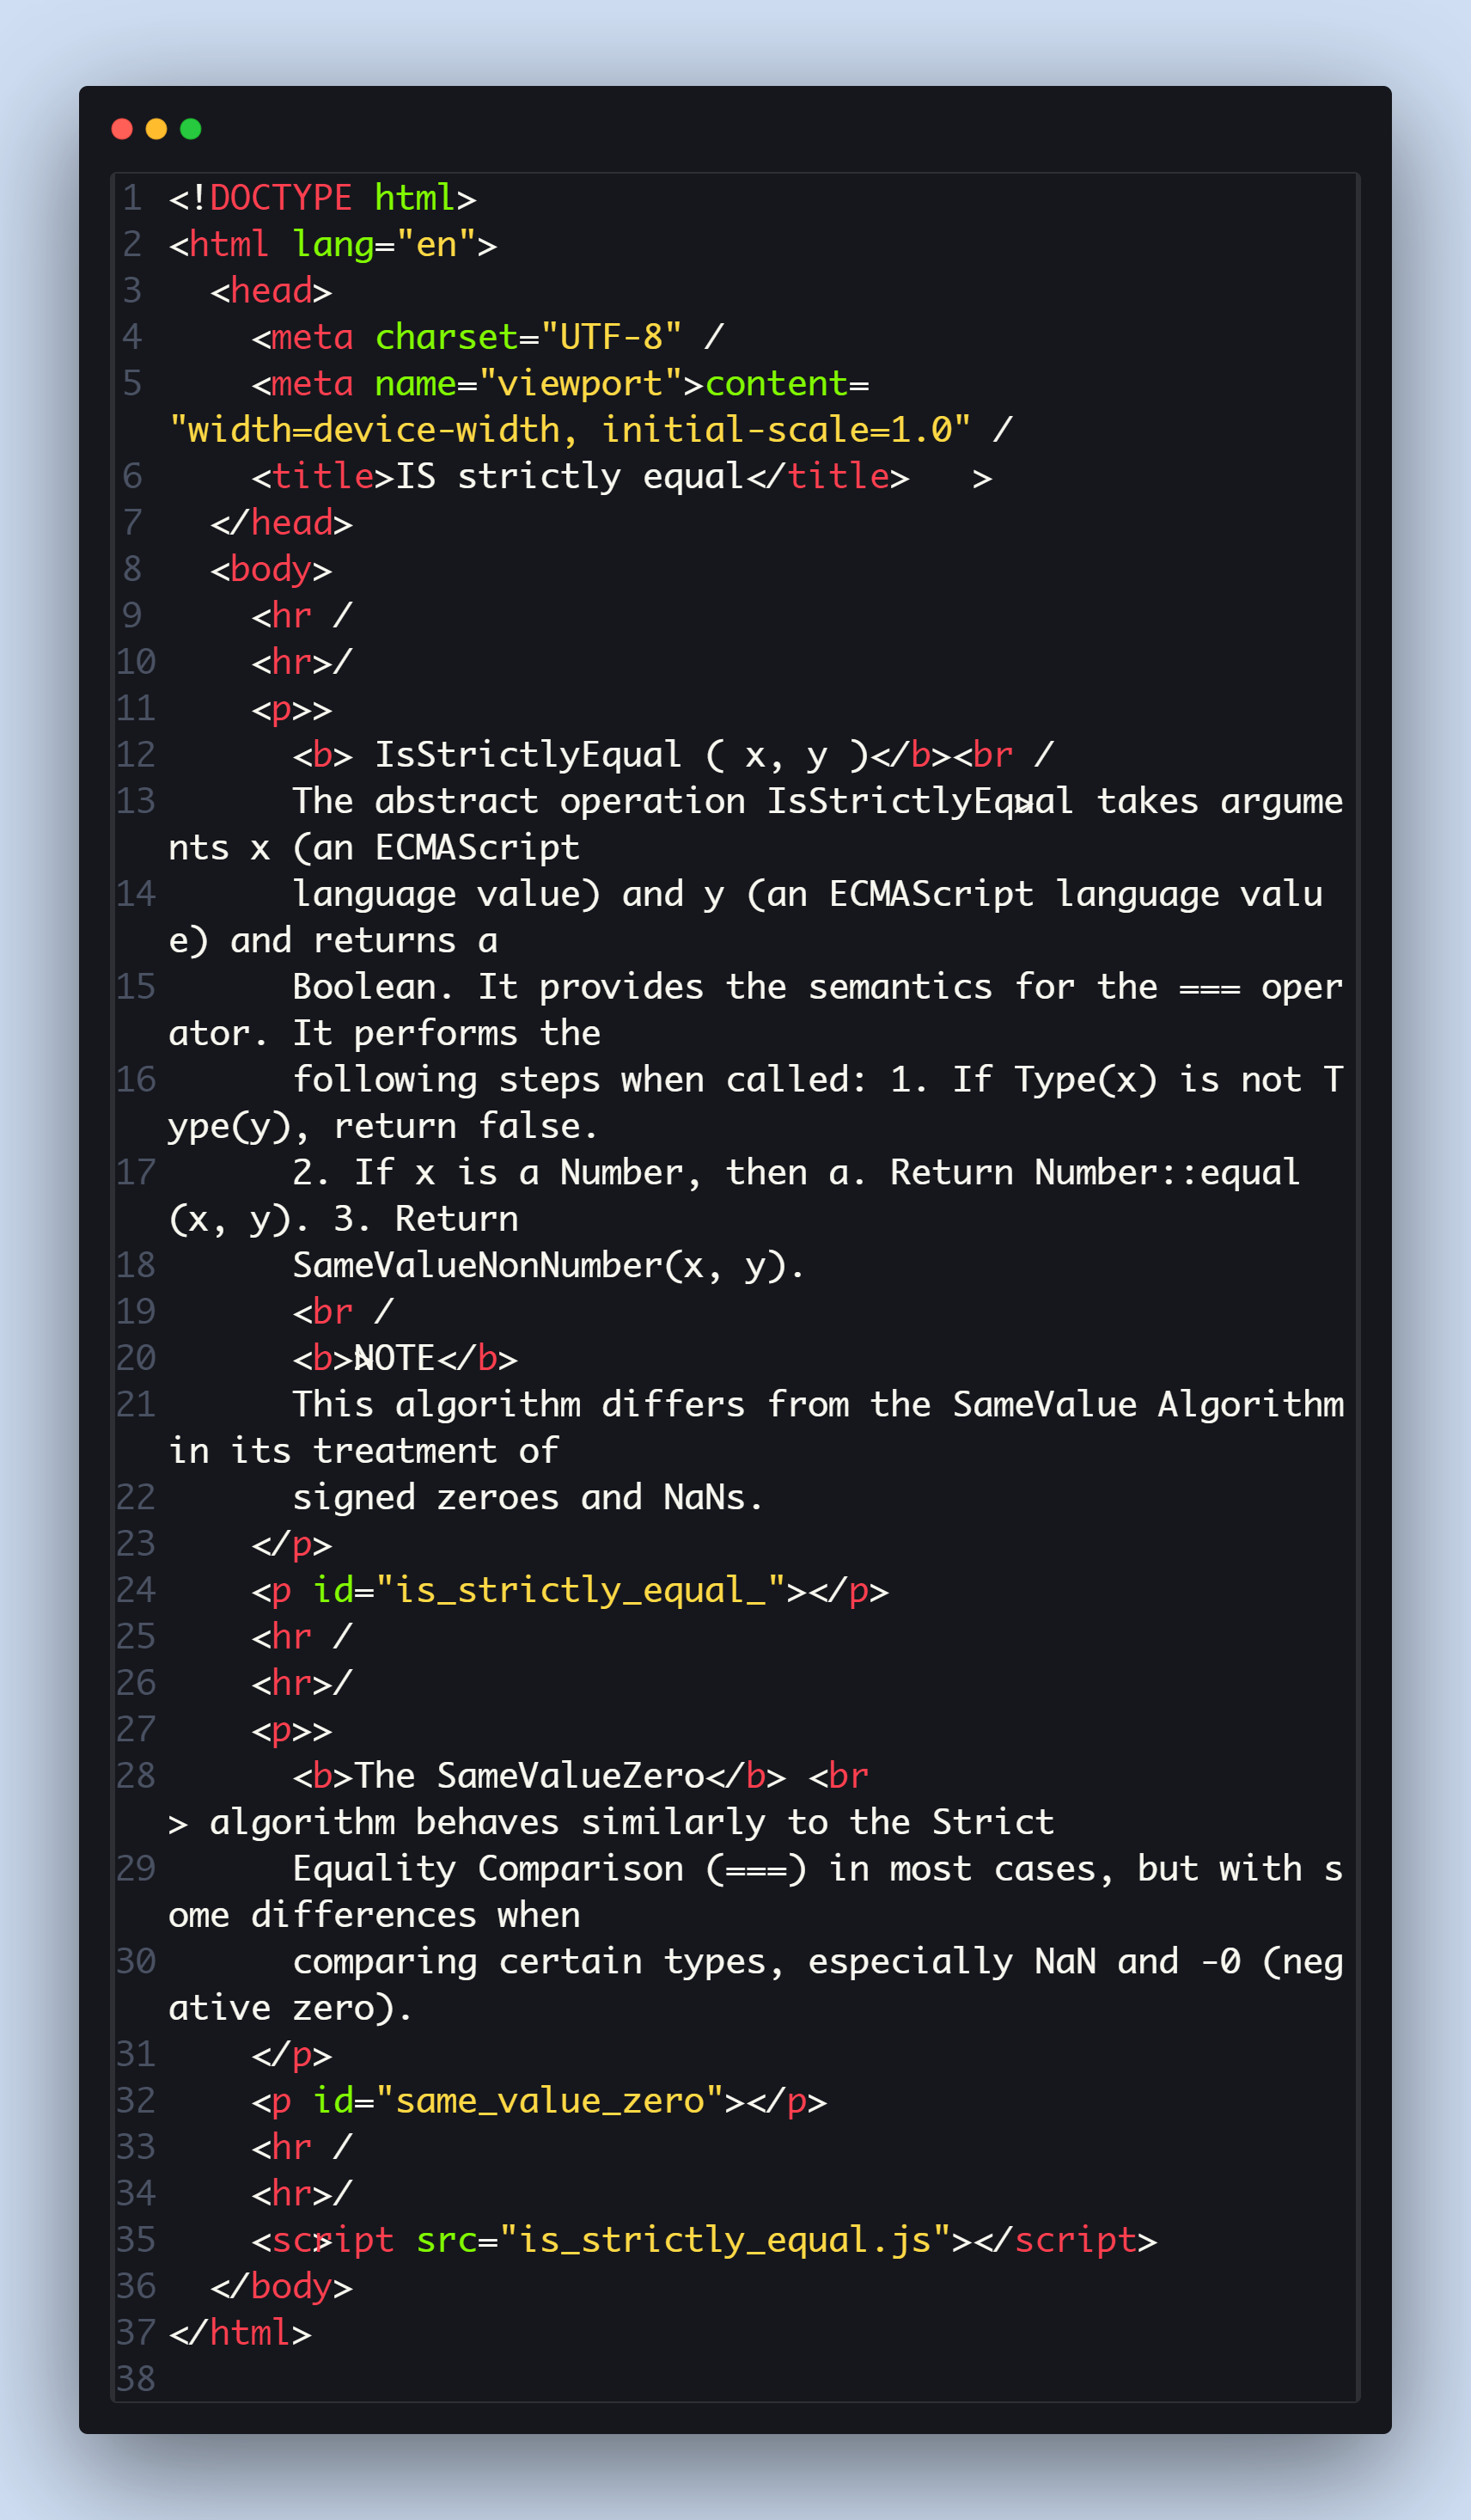 1 <!DOCTYPE html>
2 <html lang="en">
3   <head>
4     <meta charset="UTF-8" /
5     <meta name="viewport">content=
"width=device-width, initial-scale=1.0" /
6     <title>IS strictly equal</title>   >
7   </head>
8   <body>
9     <hr /
10     <hr>/
11     <p>>
12       <b> IsStrictlyEqual ( x, y )</b><br /
13       The abstract operation IsStrictlyEqual takes argume
nts x (an ECMAScript
14       language value) and y (an ECMAScript language valu
e) and returns a
15       Boolean. It provides the semantics for the === oper
ator. It performs the
16       following steps when called: 1. If Type(x) is not T
ype(y), return false.
17       2. If x is a Number, then a. Return Number::equal
(x, y). 3. Return
18       SameValueNonNumber(x, y).
19       <br /
20       <b>>NOTE</b>
21       This algorithm differs from the SameValue Algorithm
in its treatment of
22       signed zeroes and NaNs.
23     </p>
24     <p id="is_strictly_equal_"></p>
25     <hr /
26     <hr>/
27     <p>>
28       <b>The SameValueZero</b> <br
> algorithm behaves similarly to the Strict
29       Equality Comparison (===) in most cases, but with s
ome differences when
30       comparing certain types, especially NaN and -0 (neg
ative zero).
31     </p>
32     <p id="same_value_zero"></p>
33     <hr /
34     <hr>/
35     <script src="is_strictly_equal.js"></script>
36   </body>
37 </html>
38